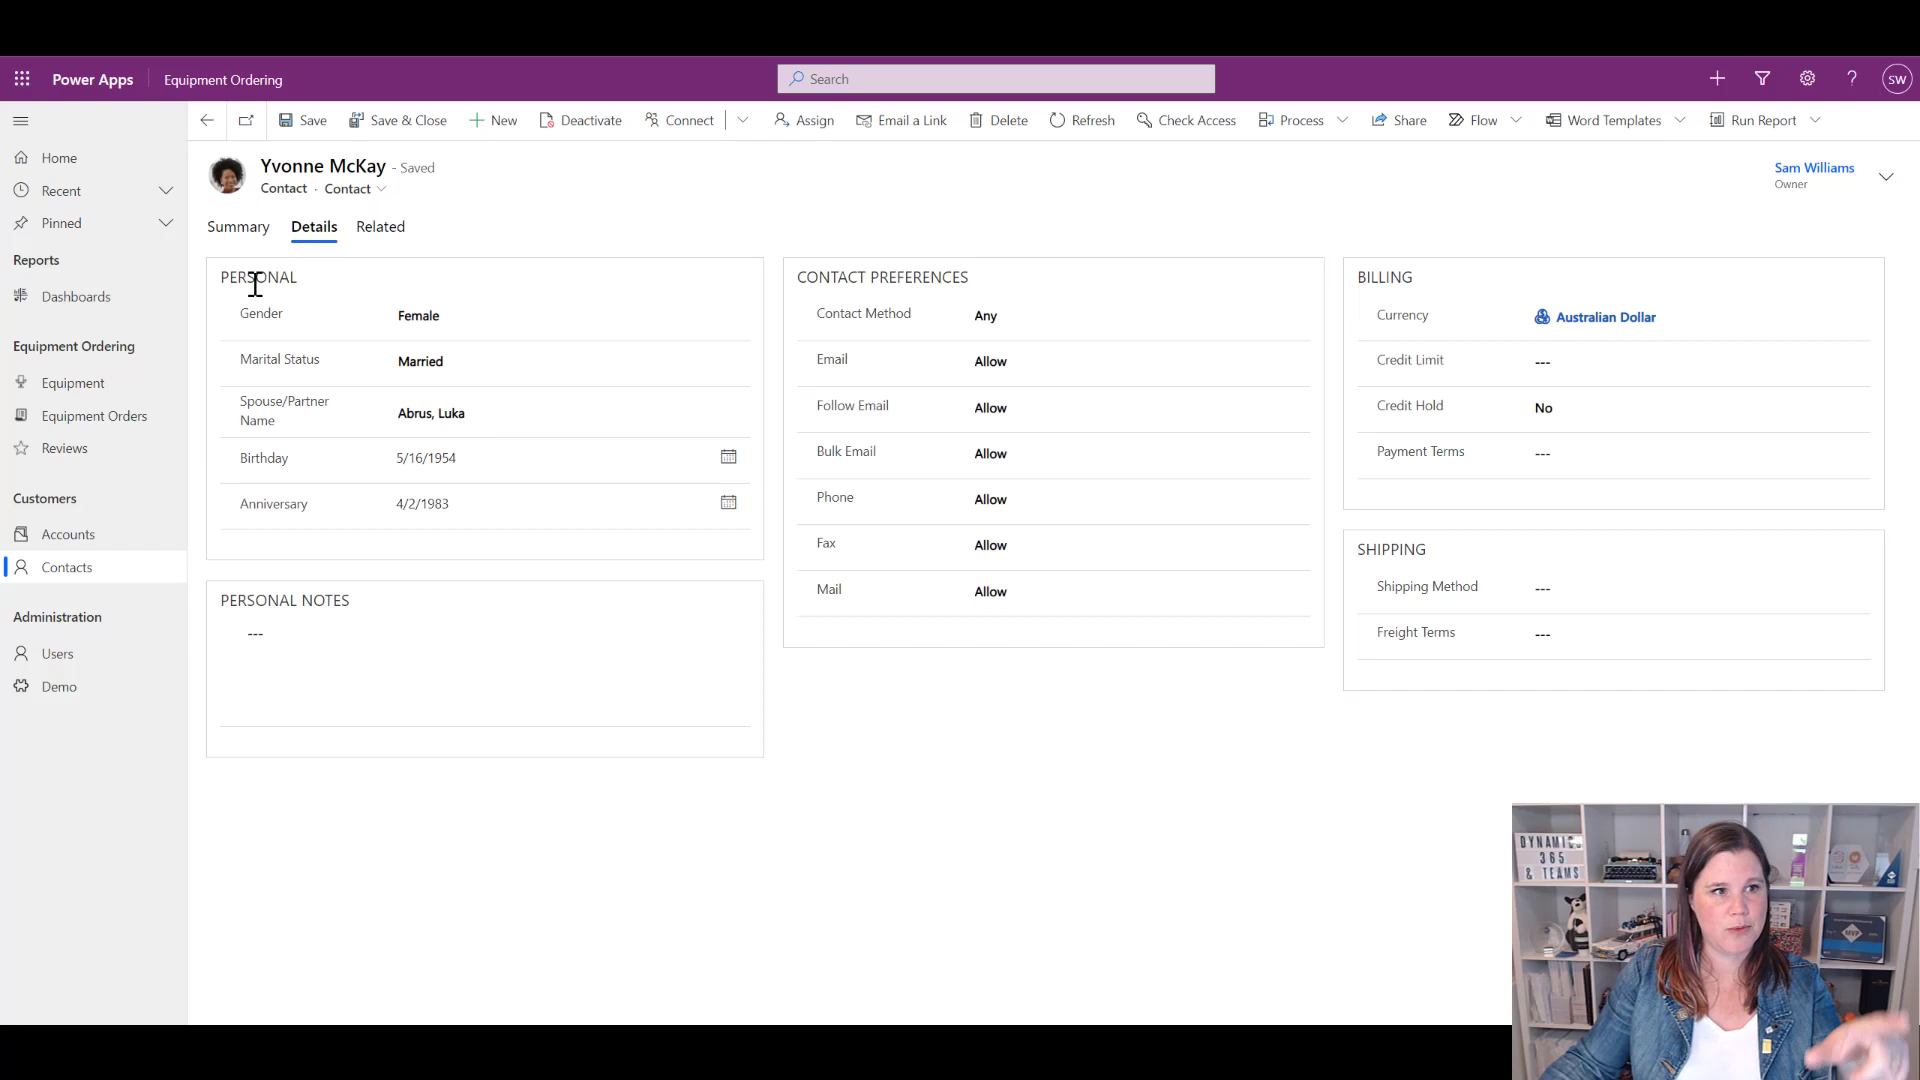 Power Apps
Equipment Ordering
Search
SW
Save
Save & Close
New
Deactivate
Connect
Assign
Email a Link
Delete
Refresh
Check Access
Process
Share
Flow
Word Templates
Run Report
Home
Recent
Pinned
Reports
Dashboards
Equipment Ordering
Equipment
Equipment Orders
Reviews
Customers
Accounts
Contacts
Administration
Users
Demo
Yvonne McKay - Saved
Contact · Contact
Sam Williams
Owner
Summary
Details
Related
PERSONAL
Gender Female
Marital Status Married
Spouse/Partner
Name
Abrus, Luka
Birthday 5/16/1954
Anniversary 4/2/1983
PERSONAL NOTES
---
CONTACT PREFERENCES
Contact Method Any
Email Allow
Follow Email Allow
Bulk Email Allow
Phone Allow
Fax Allow
Mail Allow
BILLING
Currency Australian Dollar
Credit Limit ---
Credit Hold No
Payment Terms ---
SHIPPING
Shipping Method ---
Freight Terms ---
365
& TEAMS
MVP